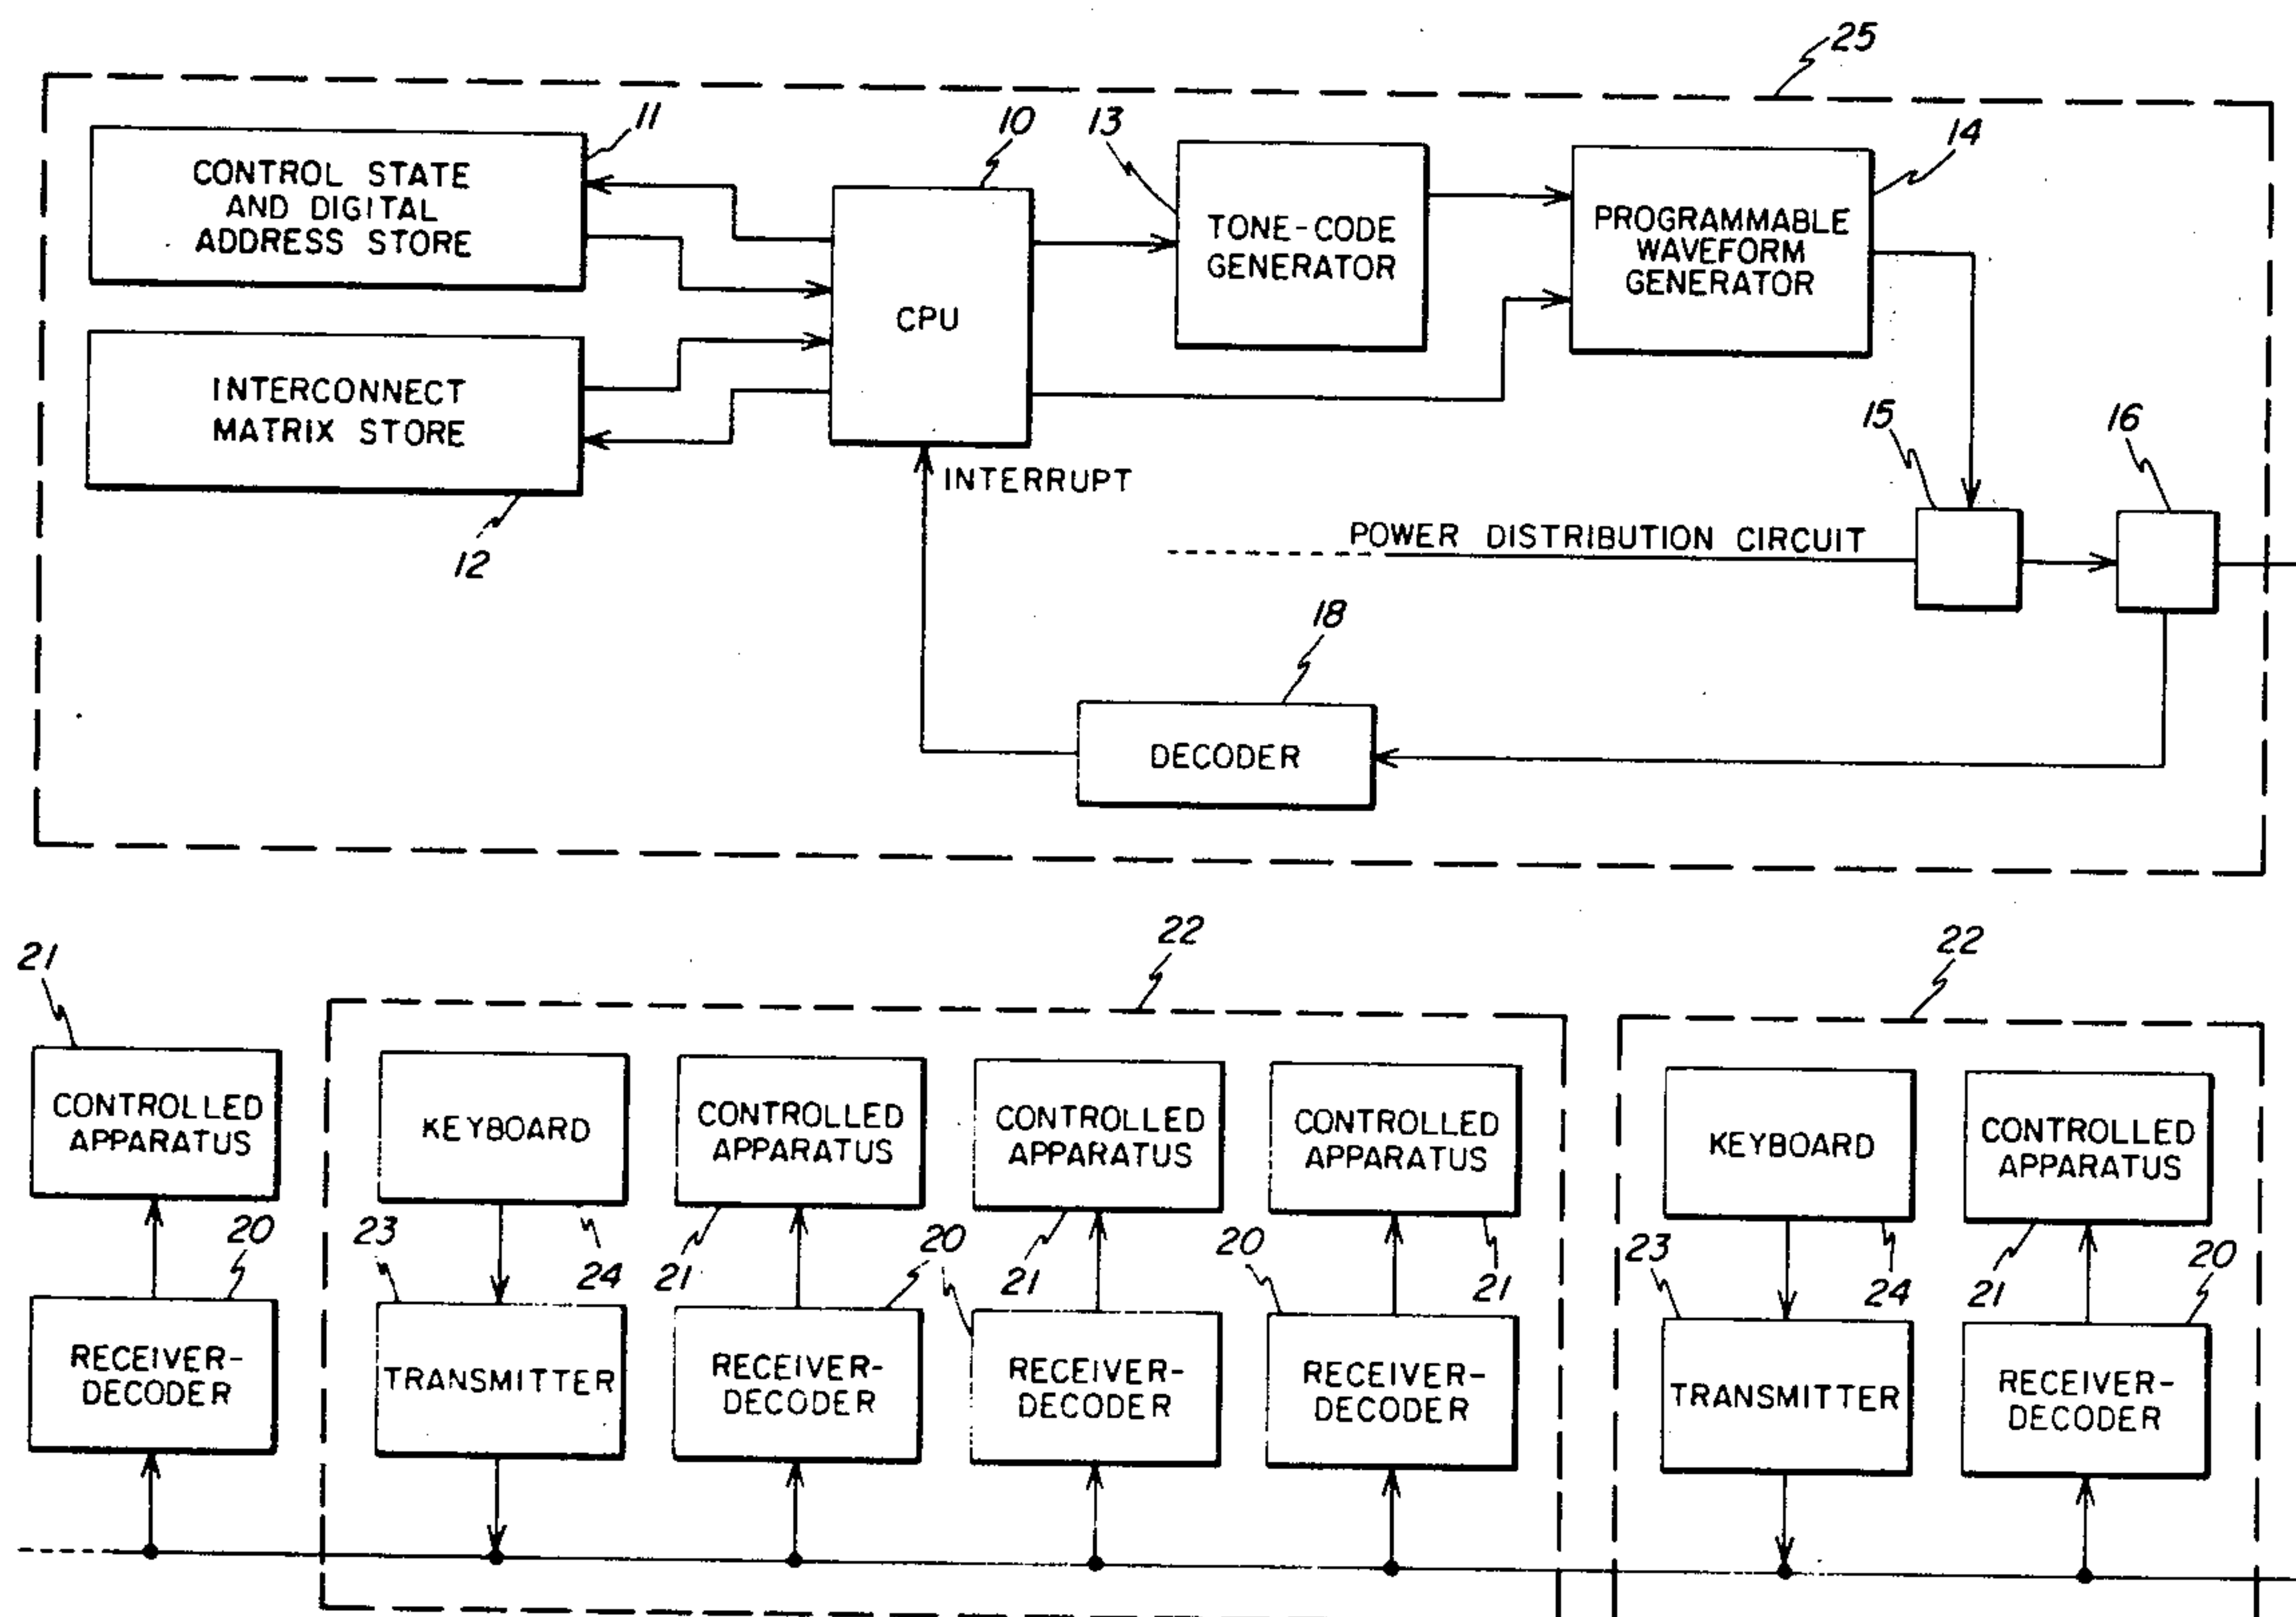 25
11
10
13
14
CONTROL STATE
AND DIGITAL
ADDRESS STORE
TONE-CODE
GENERATOR
PROGRAMMABLE
WAVEFORM
GENERATOR
CPU
INTERCONNECT
MATRIX STORE
15
16
INTERRUPT
12
POWER DISTRIBUTION CIRCUIT
18
DECODER
21
22
22
CONTROLLED
APPARATUS
KEYBOARD
CONTROLLED
APPARATUS
CONTROLLED
APPARATUS
CONTROLLED
APPARATUS
KEYBOARD
CONTROLLED
APPARATUS
20
23
24
21
20
21
20
21
23
24
21
20
RECEIVER-
DECODER
TRANSMITTER
RECEIVER-
DECODER
RECEIVER-
DECODER
RECEIVER-
DECODER
TRANSMITTER
RECEIVER-
DECODER